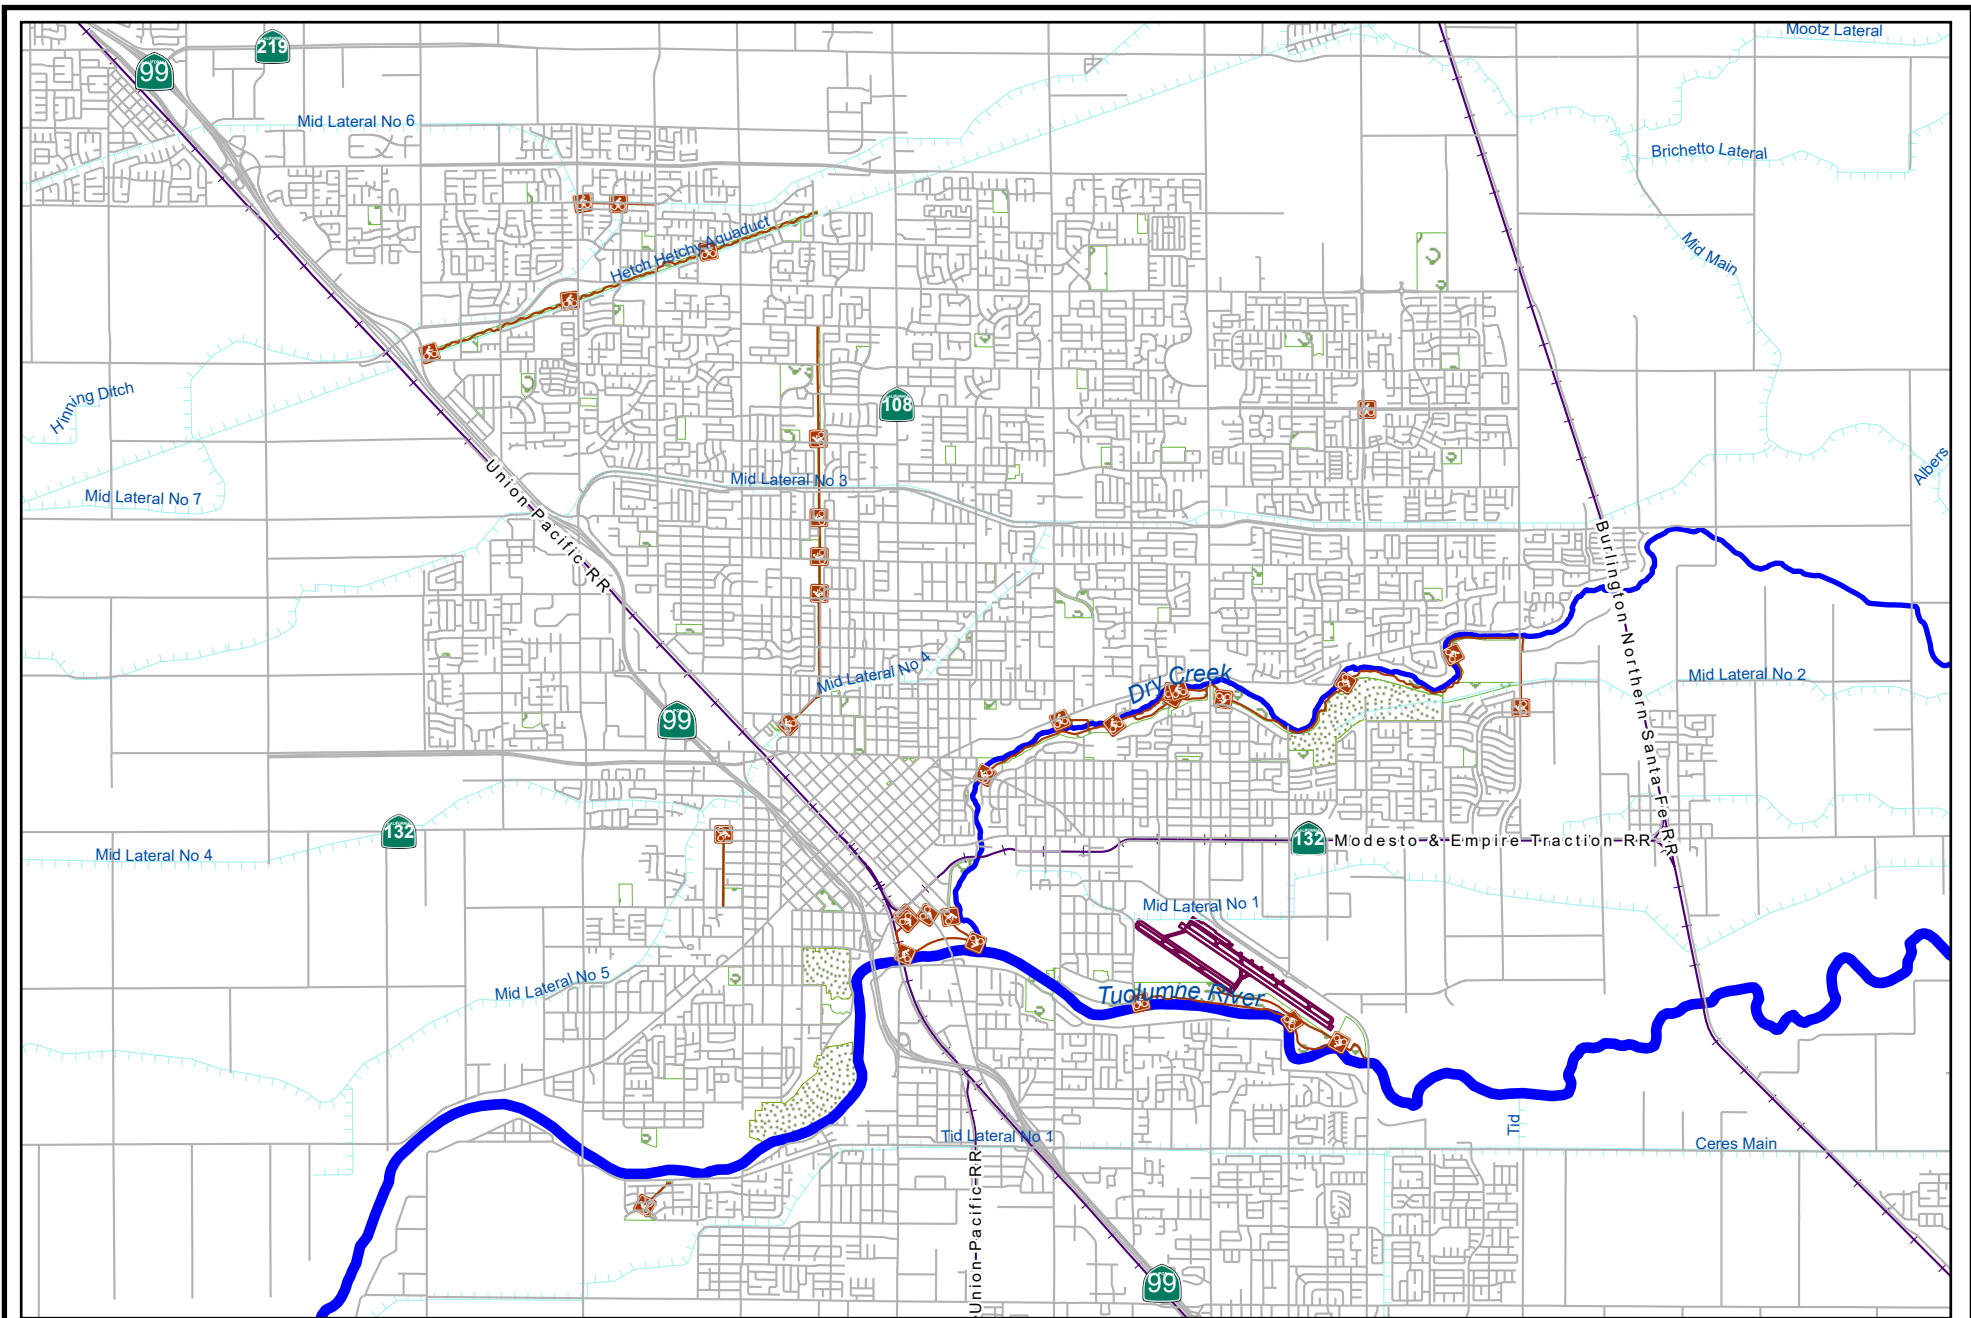 Mootz Lateral
219
99
Mid Lateral No 6
Brichetto Lateral
Hetch Hetchy Aquaduct
Mid Main
Hinning Ditch
108
Union Pacific RR
Mid Lateral No 3
Albers
Mid Lateral No 7
Burlington Northern Santa Fe RR
Mid Lateral No 4
Dry Creek
Mid Lateral No 2
99
132
132
Modesto & Empire Traction RR
Mid Lateral No 4
Mid Lateral No 1
Mid Lateral No 5
Tuolumne River
Tid
Tid Lateral No 1
Ceres Main
Union Pacific RR
99